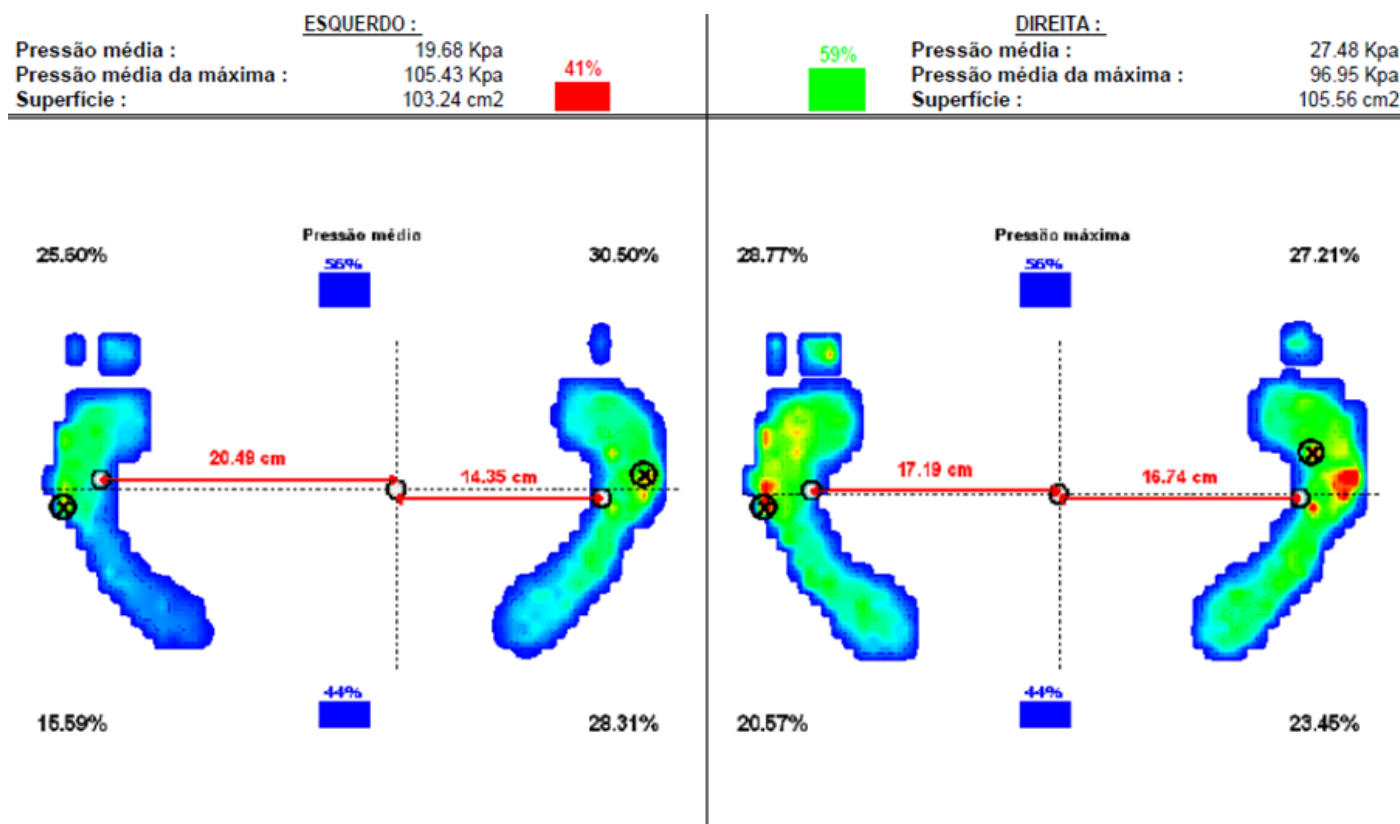 ESQUERDO :
Pressão média : 19.68 Kpa
Pressão média da máxima : 105.43 Kpa
Superfície : 103.24 cm2
41%
DIREITA :
59%
Pressão média : 27.48 Kpa
Pressão média da máxima : 96.95 Kpa
Superfície : 105.56 cm2
Pressão média
25.60%
56%
30.50%
20.49 cm
14.35 cm
44%
15.59%
28.31%
Pressão máxima
28.77%
56%
27.21%
17.19 cm
16.74 cm
44%
20.57%
23.45%